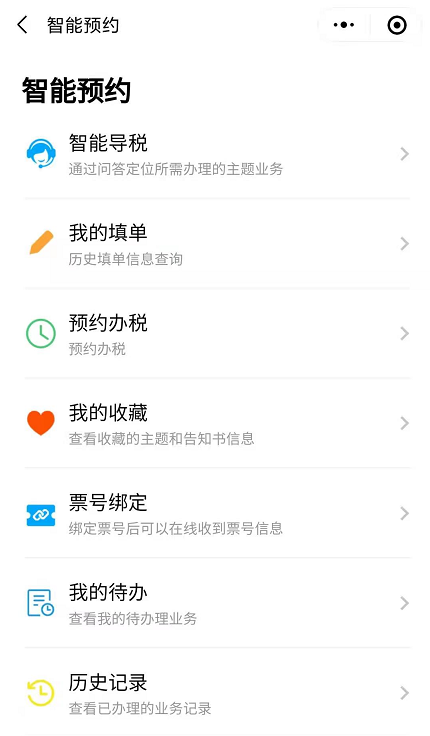 智能预约
智能预约
智能导税
通过问答定位所需办理的主题业务
我的填单
历史填单信息查询
预约办税
预约办税
我的收藏
查看收藏的主题和告知书信息
票号绑定
绑定票号后可以在线收到票号信息
我的待办
查看我的待办理业务
历史记录
查看已办理的业务记录